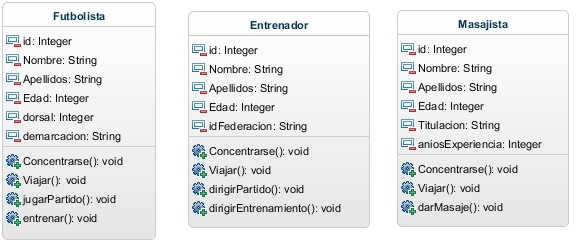 Futbolista
id: Integer
Nombre: String
Apellidos: String
Edad: Integer
dorsal: Integer
demarcacion: String
Concentrarse(): void
Viajar(): void
jugarPartido(): void
entrenar(): void
Entrenador
id: Integer
Nombre: String
Apellidos: String
Edad: Integer
idFederacion: String
Concentrarse(): void
Viajar(): void
dirigirPartido(): void
dirigirEntrenamiento(): void
Masajista
id: Integer
Nombre: String
Apellidos: String
Edad: Integer
Titulacion: String
aniosExperiencia: Integer
Concentrarse(): void
Viajar(): void
darMasaje(): void